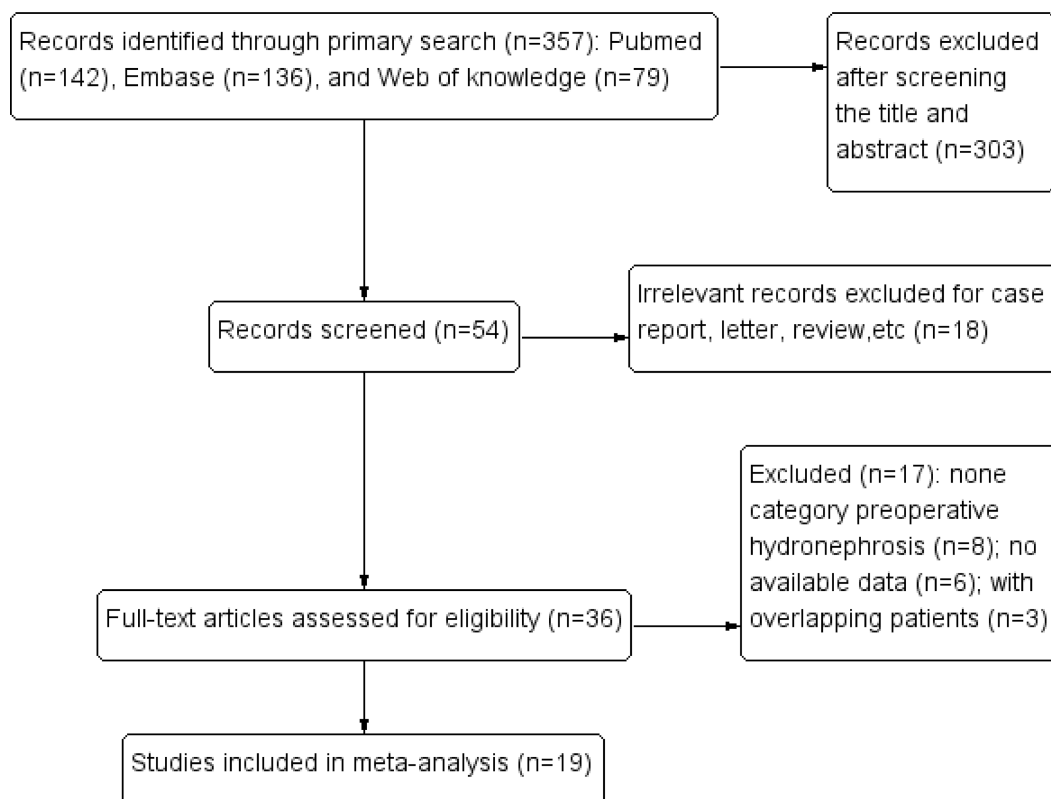 Records identified through primary search (n=357): Pubmed
(n=142), Embase (n=136), and Web of knowledge (n=79)
Records excluded
after screening
the title and
abstract (n=303)
Records screened (n=54)
Irrelevant records excluded for case
report, letter, review,etc (n=18)
Excluded (n=17): none
category preoperative
hydronephrosis (n=8); no
available data (n=6); with
overlapping patients (n=3)
Full-text articles assessed for eligibility (n=36)
Studies included in meta-analysis (n=19)